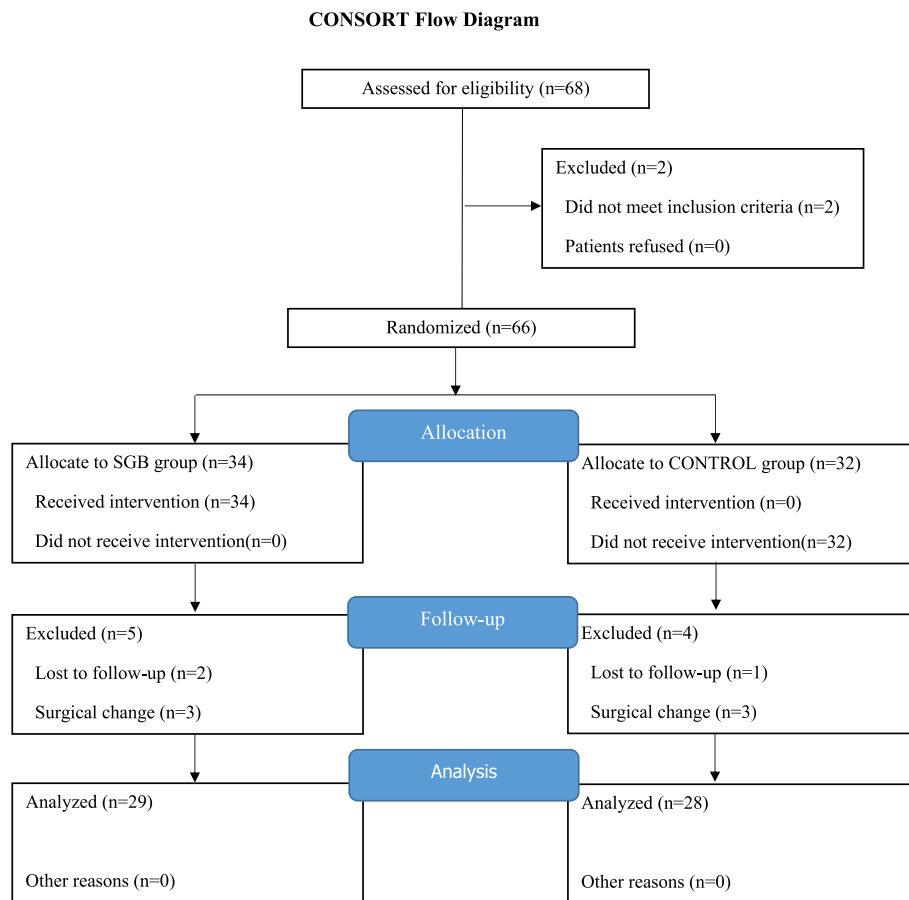 CONSORT Flow Diagram
Assessed for eligibility (n=68)
Excluded (n=2)
Did not meet inclusion criteria (n=2)
Patients refused (n=0)
Randomized (n=66)
Allocation
Allocate to SGB group (n=34)
Received intervention (n=34)
Did not receive intervention(n=0)
Allocate to CONTROL group (n=32)
Received intervention (n=0)
Did not receive intervention(n=32)
Follow-up
Excluded (n=5)
Lost to follow-up (n=2)
Surgical change (n=3)
Excluded (n=4)
Lost to follow-up (n=1)
Surgical change (n=3)
Analysis
Analyzed (n=29)
Other reasons (n=0)
Analyzed (n=28)
Other reasons (n=0)